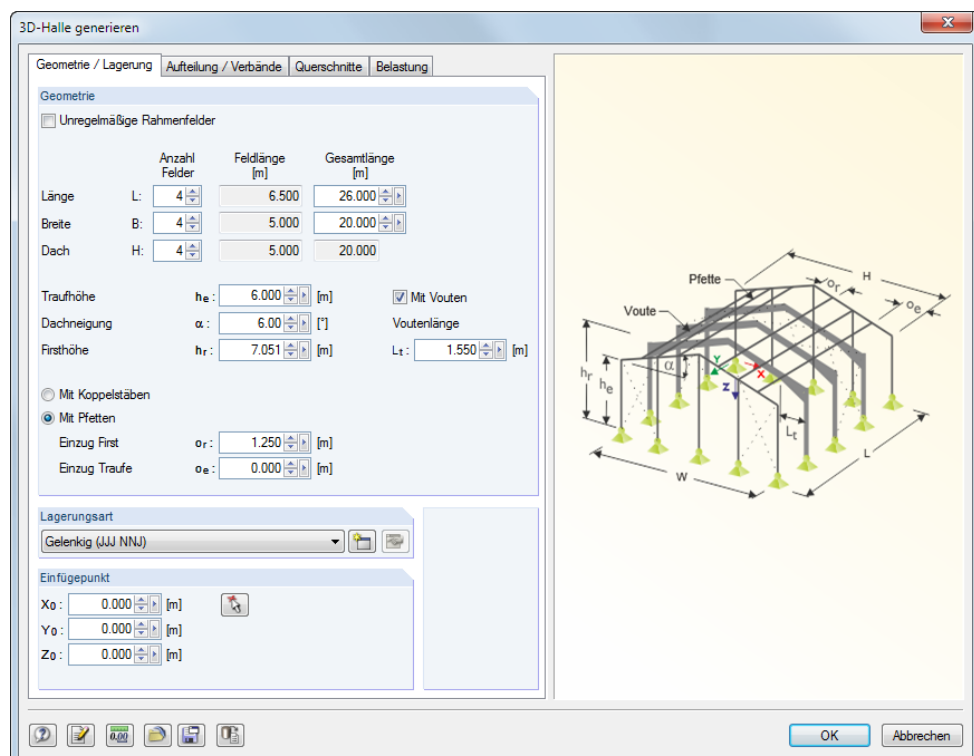 3D-Halle generieren
Geometrie / Lagerung Aufteilung / Verbände Querschnitte Belastung
Geometrie
Unregelmäßige Rahmenfelder
Anzahl Felder Feldlänge [m] Gesamtlänge [m]
Länge L: 4 6.500 26.000
Breite B: 4 5.000 20.000
Dach H: 4 5.000 20.000
Traufhöhe he: 6.000 [m] Mit Vouten
Dachneigung α: 6.00 [°] Voutenlänge
Firsthöhe hr: 7.051 [m] Lt: 1.550 [m]
Mit Koppelstäben
Mit Pfetten
Einzug First or: 1.250 [m]
Einzug Traufe oe: 0.000 [m]
Lagerungsart
Gelenkig (JJJ NNJ)
Einfügepunkt
X0: 0.000 [m]
Y0: 0.000 [m]
Z0: 0.000 [m]
Pfette
H
or
oe
Voute
hr
he
α
Y
X
Z
Lt
W
L
0.00
OK Abbrechen